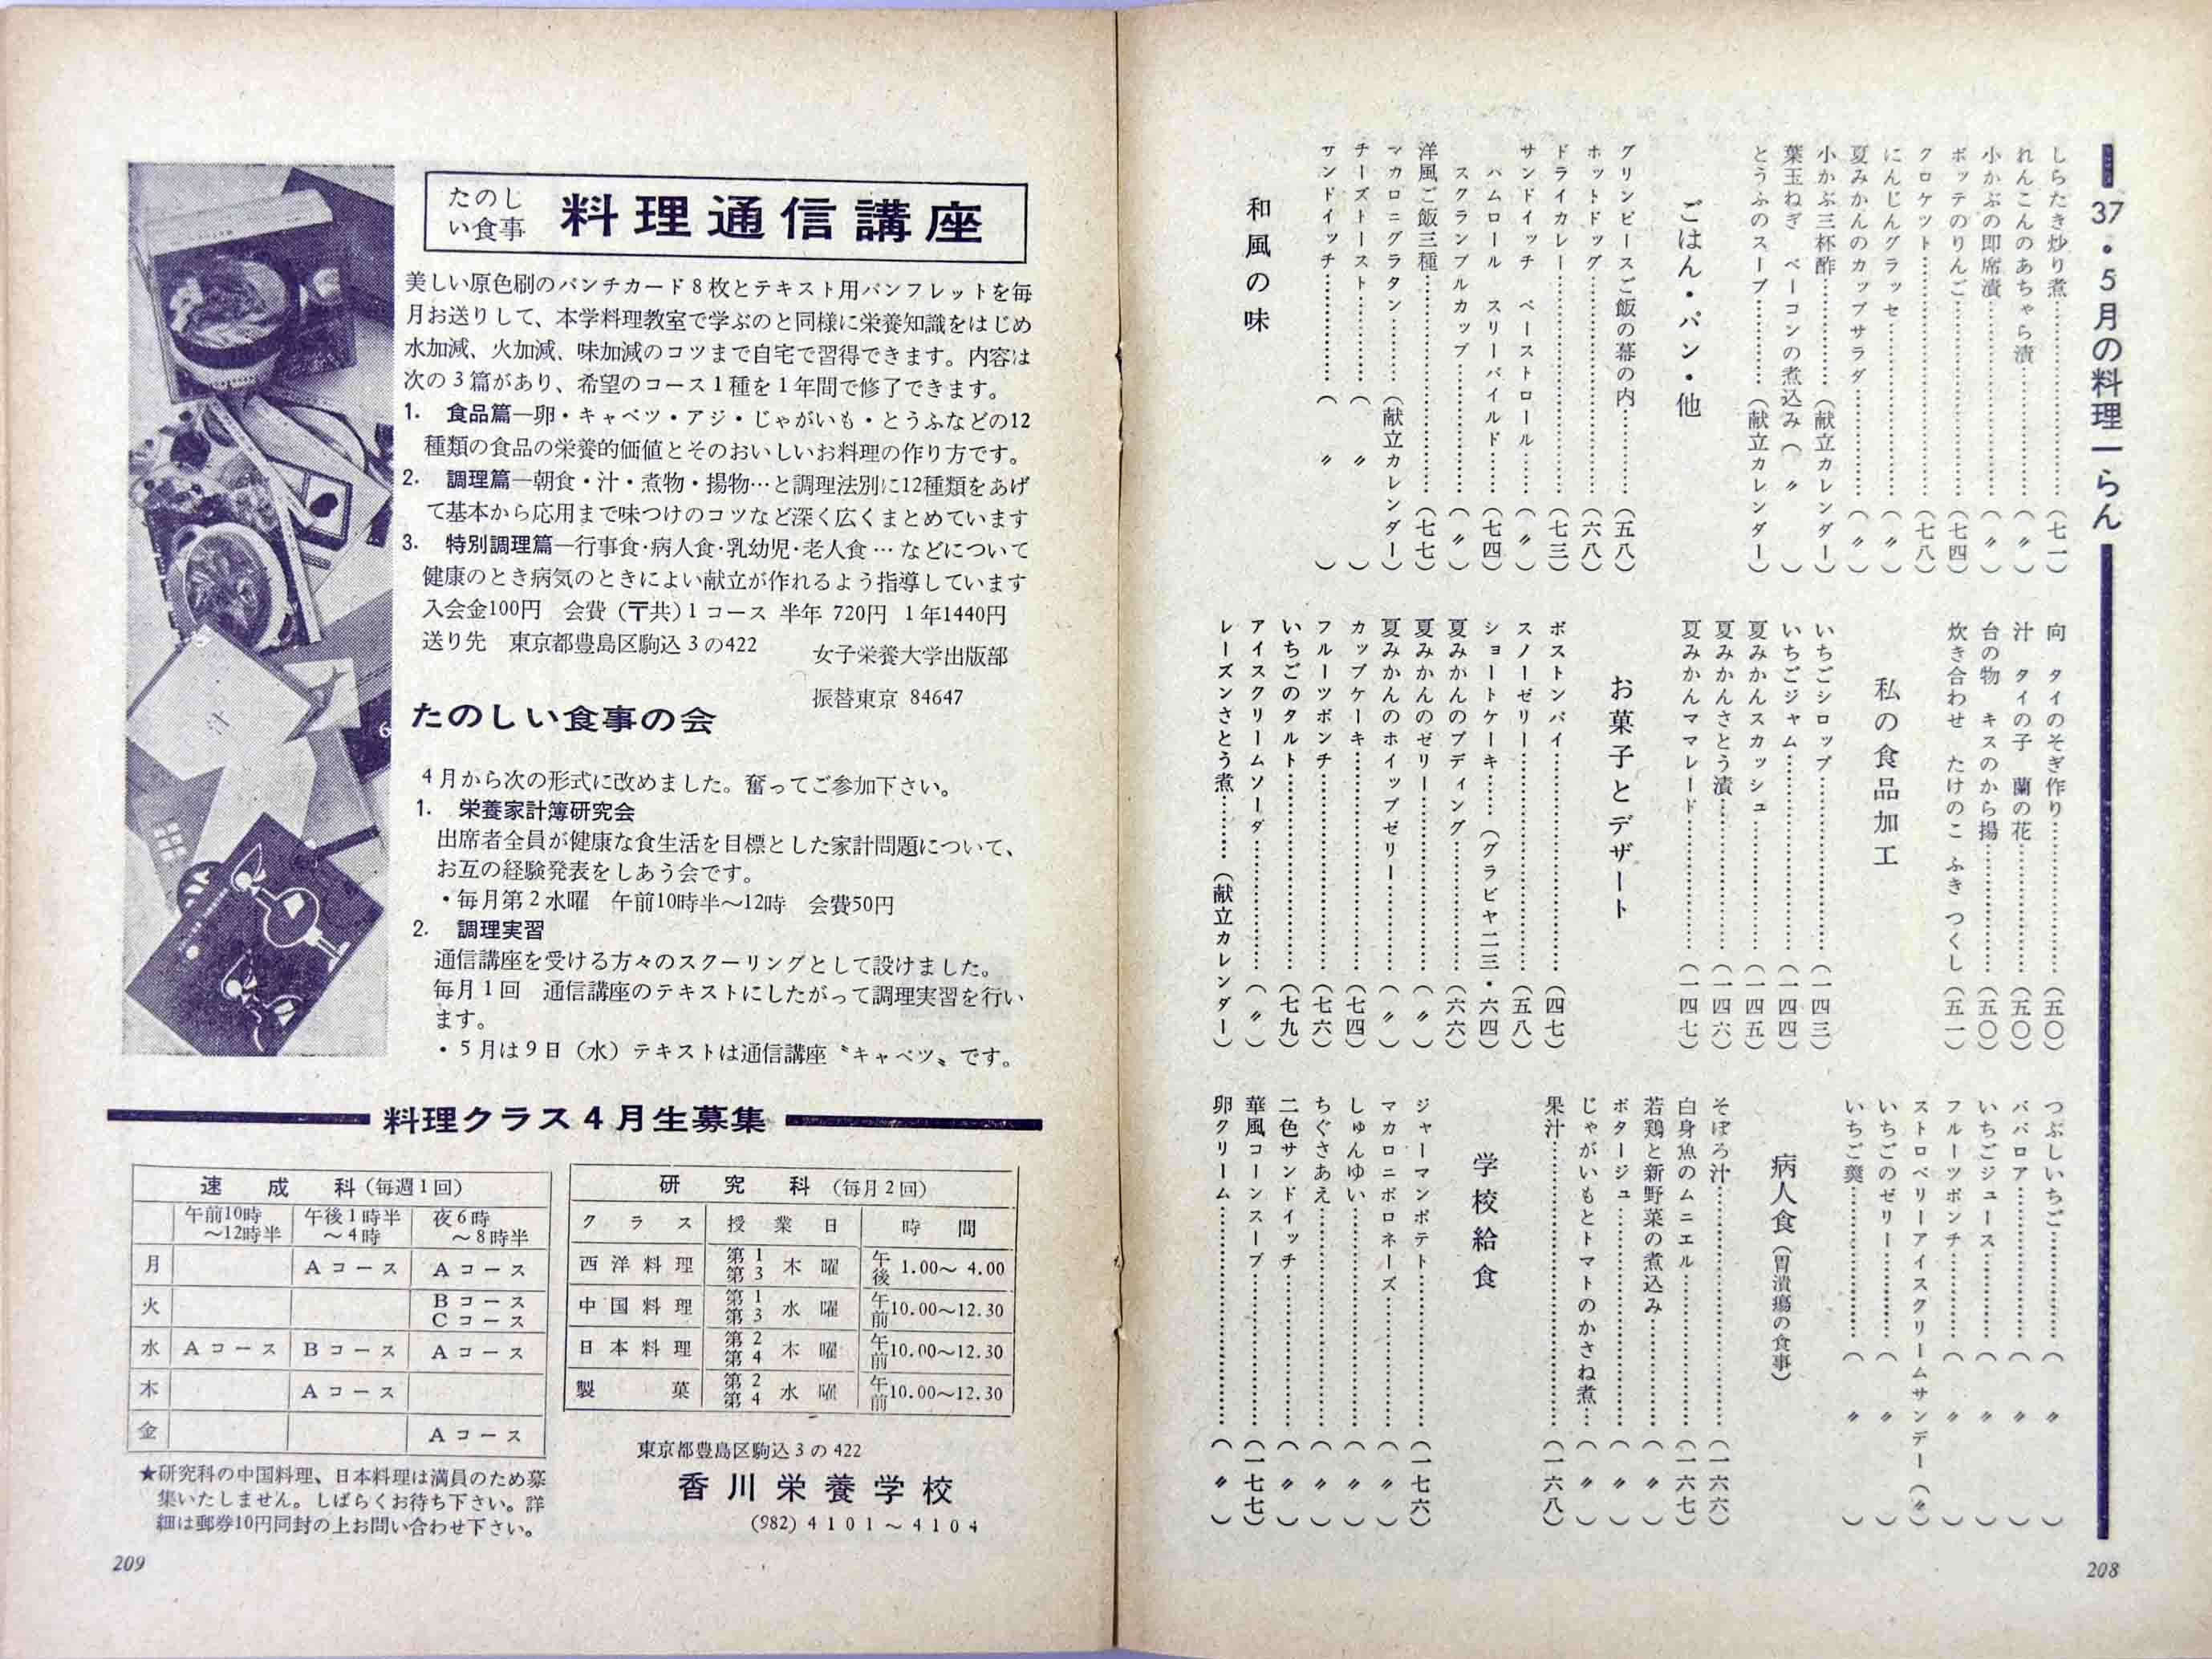 37・5月の料理一らん
しらたき炒り煮…………(七一)
れんこんのあちゃら漬…………(〃)
小かぶの即席漬…………(〃)
ポッテのりんご…………(七四)
クロケット…………(七八)
にんじんグラッセ…………(〃)
夏みかんのカップサラダ…………(〃)
小かぶ三杯酢…………(献立カレンダー)
葉玉ねぎ ベーコンの煮込み(〃)
とうふのスープ…………(献立カレンダー)
ごはん・パン・他
グリンピースご飯の幕の内…………(五八)
ホットドッグ…………(六八)
ドライカレー…………(七三)
サンドイッチ ペーストロール……(〃)
ハムロール スリーパイルド……(七四)
スクランブルカップ…………(〃)
洋風ご飯三種…………(七七)
マカロニグラタン……(献立カレンダー)
チーズトースト…………(〃)
サンドイッチ…………(〃)
和風の味
向 タイのそぎ作り…………(五〇)
汁 タイの子 蘭の花…………(五〇)
台の物 キスのから揚…………(五〇)
炊き合わせ たけのこ ふき つくし(五一)
私の食品加工
いちごシロップ…………(一四三)
いちごジャム…………(一四四)
夏みかんスカッシュ…………(一四五)
夏みかんさとう漬…………(一四六)
夏みかんママレード…………(一四七)
お菓子とデザート
ボストンパイ…………(四七)
スノーゼリー…………(五八)
ショートケーキ……(グラビヤ二三・六四)
夏みかんのプディング…………(六六)
夏みかんのゼリー…………(〃)
夏みかんのホイップゼリー…………(〃)
カップケーキ…………(七四)
フルーツポンチ…………(七六)
いちごのタルト…………(七九)
アイスクリームソーダ…………(〃)
レーズンさとう煮……(献立カレンダー)
つぶしいちご…………(〃)
ババロア…………(〃)
いちごジュース…………(〃)
フルーツポンチ…………(〃)
ストロベリーアイスクリームサンデー(〃)
いちごのゼリー…………(〃)
いちご羹…………(〃)
病人食(胃潰瘍の食事)
そぼろ汁…………(一六六)
白身魚のムニエル…………(一六七)
若鶏と新野菜の煮込み…………(〃)
ポタージュ…………(〃)
じゃがいもとトマトのかさね煮…(〃)
果汁…………(一六八)
学校給食
ジャーマンポテト…………(一七六)
マカロニボロネーズ…………(〃)
しゅんゆい…………(〃)
ちぐさあえ…………(〃)
二色サンドイッチ…………(〃)
華風コーンスープ…………(一七七)
卵クリーム…………(〃)
208
たのしい食事 料理通信講座
美しい原色刷のパンチカード8枚とテキスト用パンフレットを毎
月お送りして、本学料理教室で学ぶのと同様に栄養知識をはじめ
水加減、火加減、味加減のコツまで自宅で習得できます。内容は
次の3篇があり、希望のコース1種を1年間で修了できます。
1. 食品篇—卵・キャベツ・アジ・じゃがいも・とうふなどの12
種類の食品の栄養的価値とそのおいしいお料理の作り方です。
2. 調理篇—朝食・汁・煮物・揚物…と調理法別に12種類をあげ
て基本から応用まで味つけのコツなど深く広くまとめています
3. 特別調理篇—行事食・病人食・乳幼児・老人食…などについて
健康のとき病気のときによい献立が作れるよう指導しています
入会金100円 会費(〒共)1コース 半年 720円 1年1440円
送り先 東京都豊島区駒込3の422
女子栄養大学出版部
振替東京 84647
たのしい食事の会
4月から次の形式に改めました。奮ってご参加下さい。
1. 栄養家計簿研究会
出席者全員が健康な食生活を目標とした家計問題について、
お互の経験発表をしあう会です。
・毎月第2水曜 午前10時半〜12時 会費50円
2. 調理実習
通信講座を受ける方々のスクーリングとして設けました。
毎月1回 通信講座のテキストにしたがって調理実習を行い
ます。
・5月は9日(水)テキストは通信講座〝キャベツ〟です。
料理クラス4月生募集
速成科(毎週1回)
午前10時〜12時半 午後1時半〜4時 夜6時〜8時半
月 Aコース Aコース
火 Bコース Cコース
水 Aコース Bコース Aコース
木 Aコース
金 Aコース
★研究科の中国料理、日本料理は満員のため募
集いたしません。しばらくお待ち下さい。詳
細は郵券10円同封の上お問い合わせ下さい。
研究科(毎月2回)
クラス 授業日 時間
西洋料理 第1第3木曜 午後1.00〜4.00
中国料理 第1第3水曜 午前10.00〜12.30
日本料理 第2第4木曜 午前10.00〜12.30
製菓 第2第4水曜 午前10.00〜12.30
東京都豊島区駒込3の422
香川栄養学校
(982)4101〜4104
209